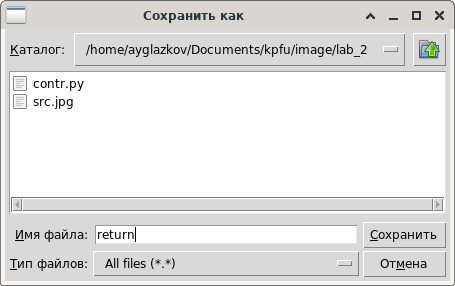 Сохранить как
Каталог: /home/ayglazkov/Documents/kpfu/image/lab_2
contr.py
src.jpg
Имя файла: return
Сохранить
Тип файлов: All files (*.*)
Отмена